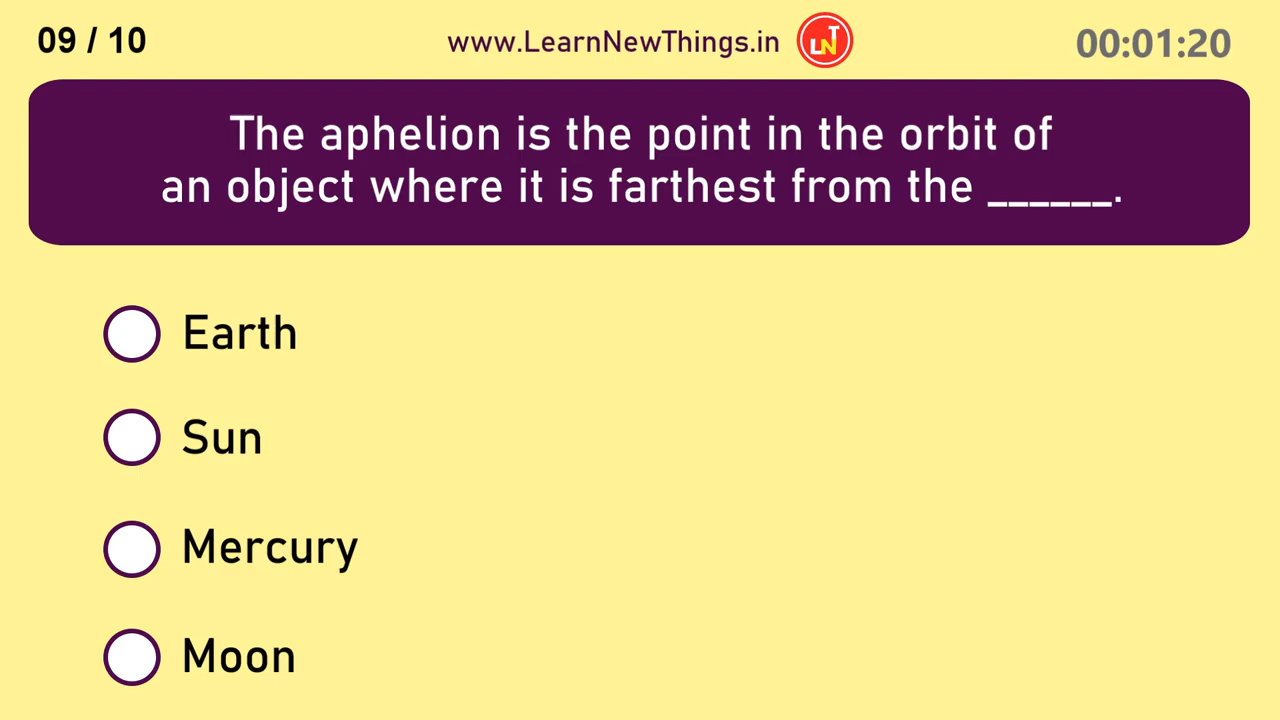 09 / 10
www.LearnNewThings.in
LNT
00:01:20
The aphelion is the point in the orbit of
an object where it is farthest from the ______.
Earth
Sun
Mercury
Moon